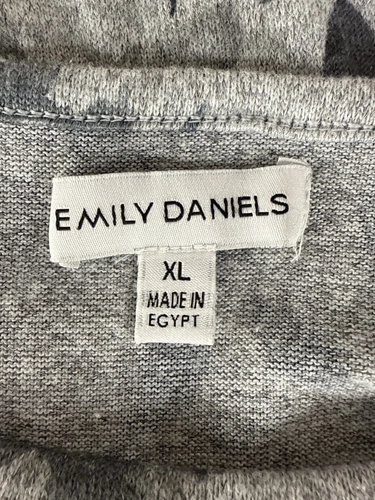 EMILY DANIELS
XL
MADE IN
EGYPT